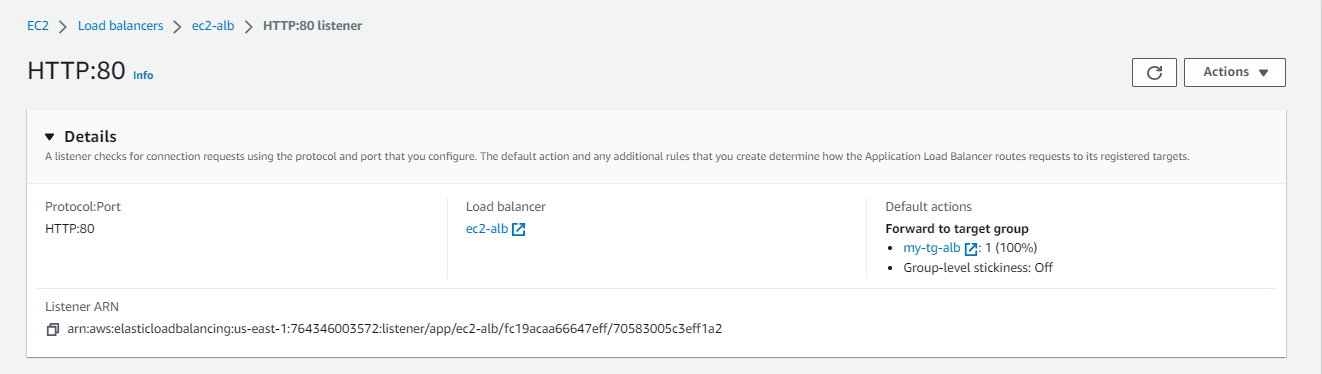 EC2 > Load balancers > ec2-alb > HTTP:80 listener
HTTP:80 Info
Actions
Details
A listener checks for connection requests using the protocol and port that you configure. The default action and any additional rules that you create determine how the Application Load Balancer routes requests to its registered targets.
Protocol:Port
HTTP:80
Load balancer
ec2-alb
Default actions
Forward to target group
• my-tg-alb : 1 (100%)
• Group-level stickiness: Off
Listener ARN
arn:aws:elasticloadbalancing:us-east-1:764346003572:listener/app/ec2-alb/fc19acaa66647eff/70583005c3eff1a2